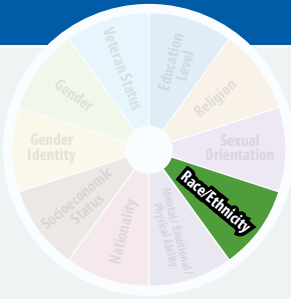 Veteran Status
Education
Level
Religion
Sexual
Orientation
Race/Ethnicity
Mental / Emotional /
Physical Ability
Nationality
Socioeconomic
Status
Gender
Identity
Gender